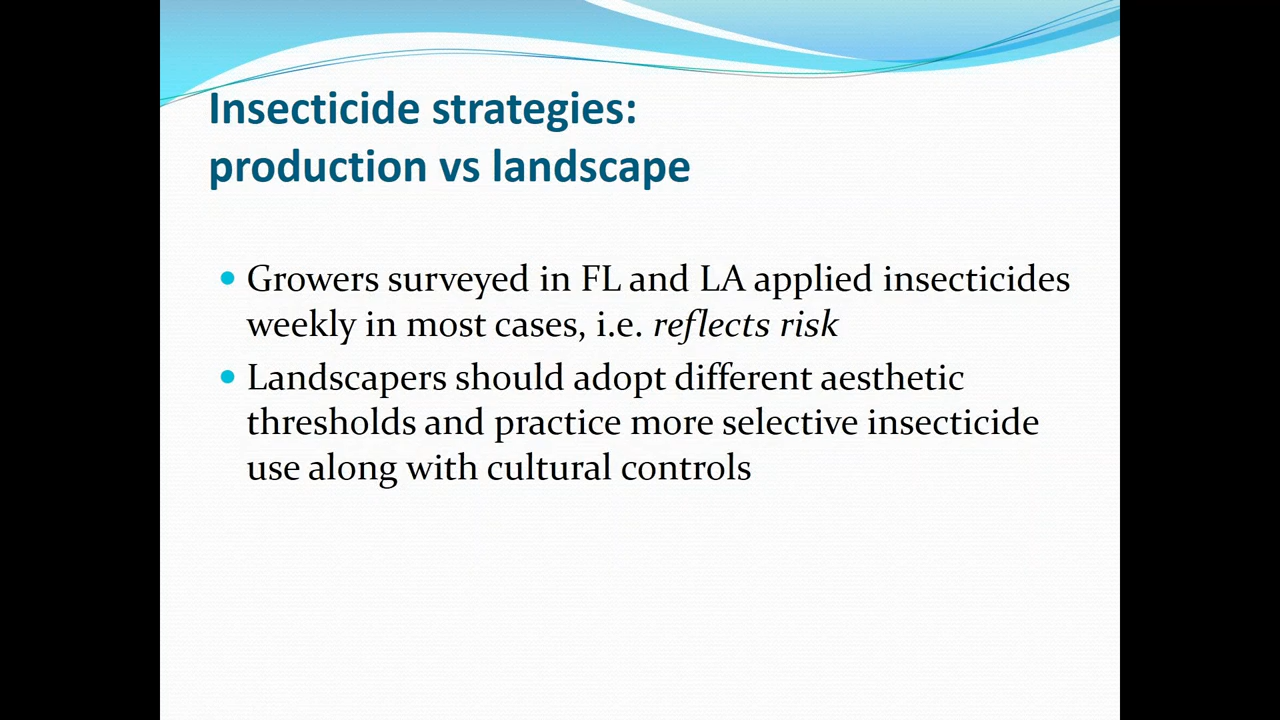 Insecticide strategies:
production vs landscape
• Growers surveyed in FL and LA applied insecticides
weekly in most cases, i.e. reflects risk
• Landscapers should adopt different aesthetic
thresholds and practice more selective insecticide
use along with cultural controls